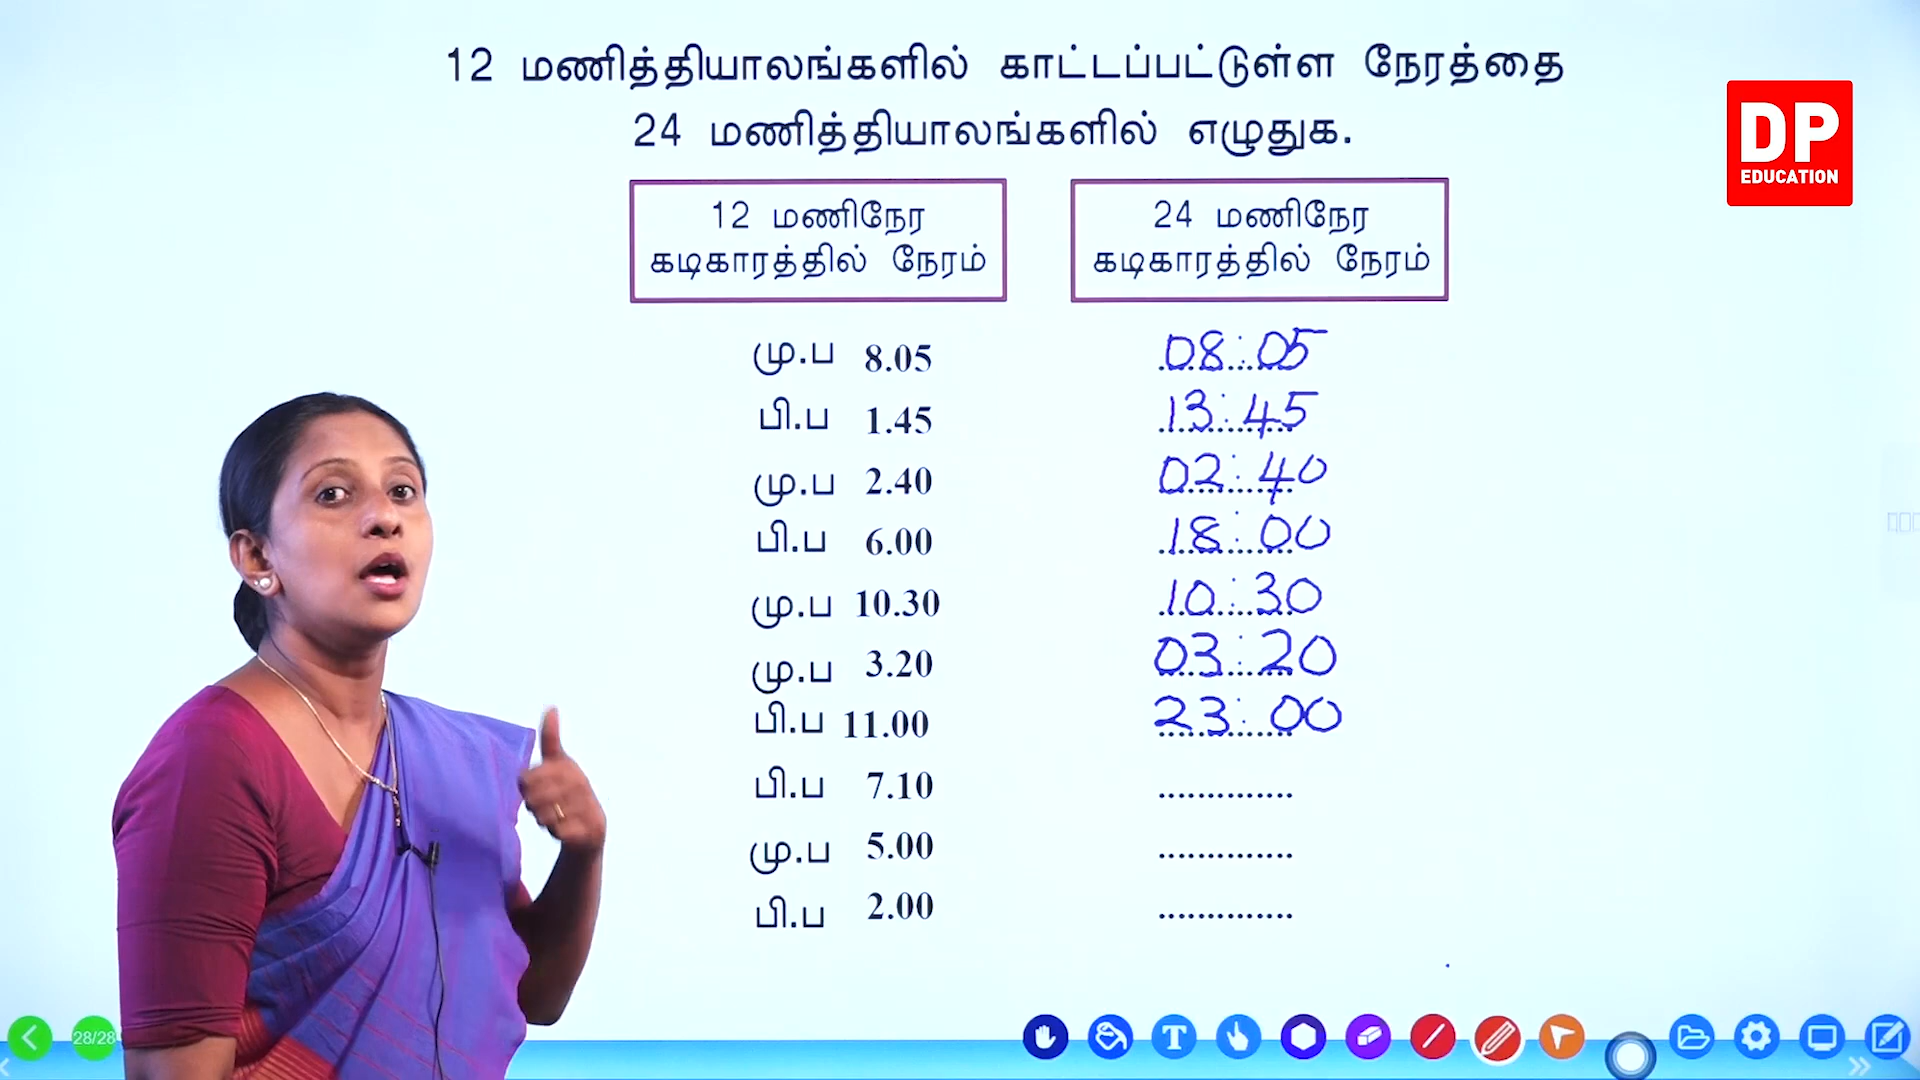 12 மணித்தியாலங்களில் காட்டப்பட்டுள்ள நேரத்தை
24 மணித்தியாலங்களில் எழுதுக.
DP
EDUCATION
12 மணிநேர
கடிகாரத்தில் நேரம்
24 மணிநேர
கடிகாரத்தில் நேரம்
மு.ப 8.05 08:05
பி.ப 1.45 13:45
மு.ப 2.40 02:40
பி.ப 6.00 18:00
மு.ப 10.30 10:30
மு.ப 3.20 03:20
பி.ப 11.00 23:00
பி.ப 7.10 ..............
மு.ப 5.00 ..............
பி.ப 2.00 ..............
28/28
T